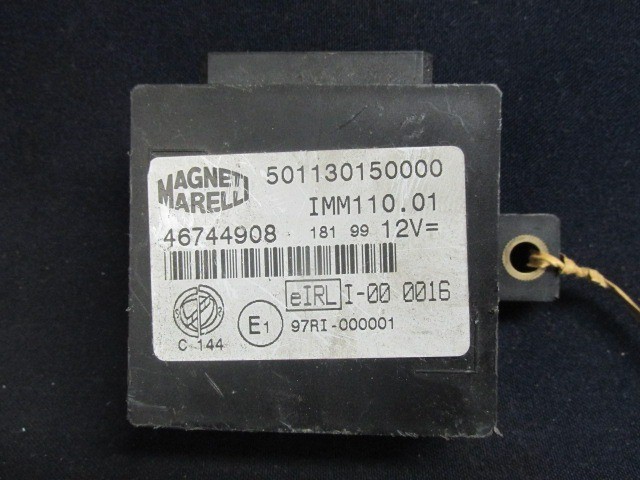 MAGNETI MARELLI
501130150000
IMM110.01
46744908 181 99 12V=
eIRL I-00 0016
E1 97RI-000001
C 144